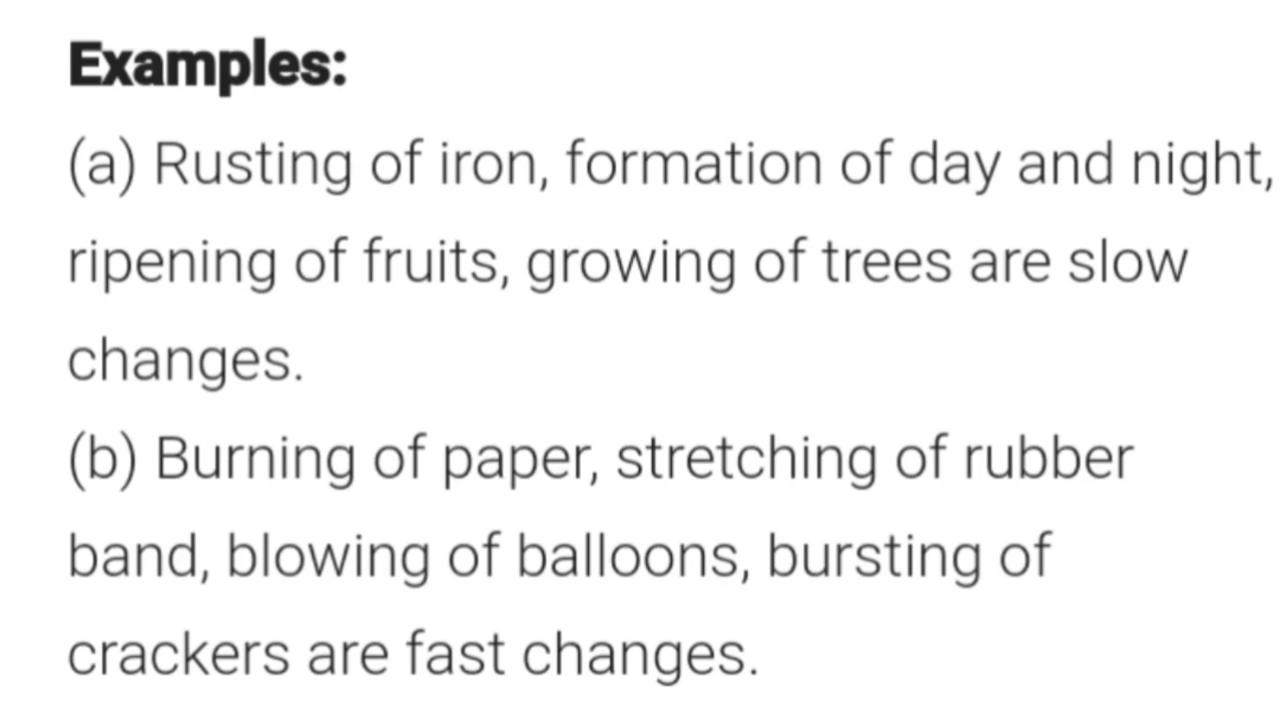 Examples:
(a) Rusting of iron, formation of day and night,
ripening of fruits, growing of trees are slow
changes.
(b) Burning of paper, stretching of rubber
band, blowing of balloons, bursting of
crackers are fast changes.